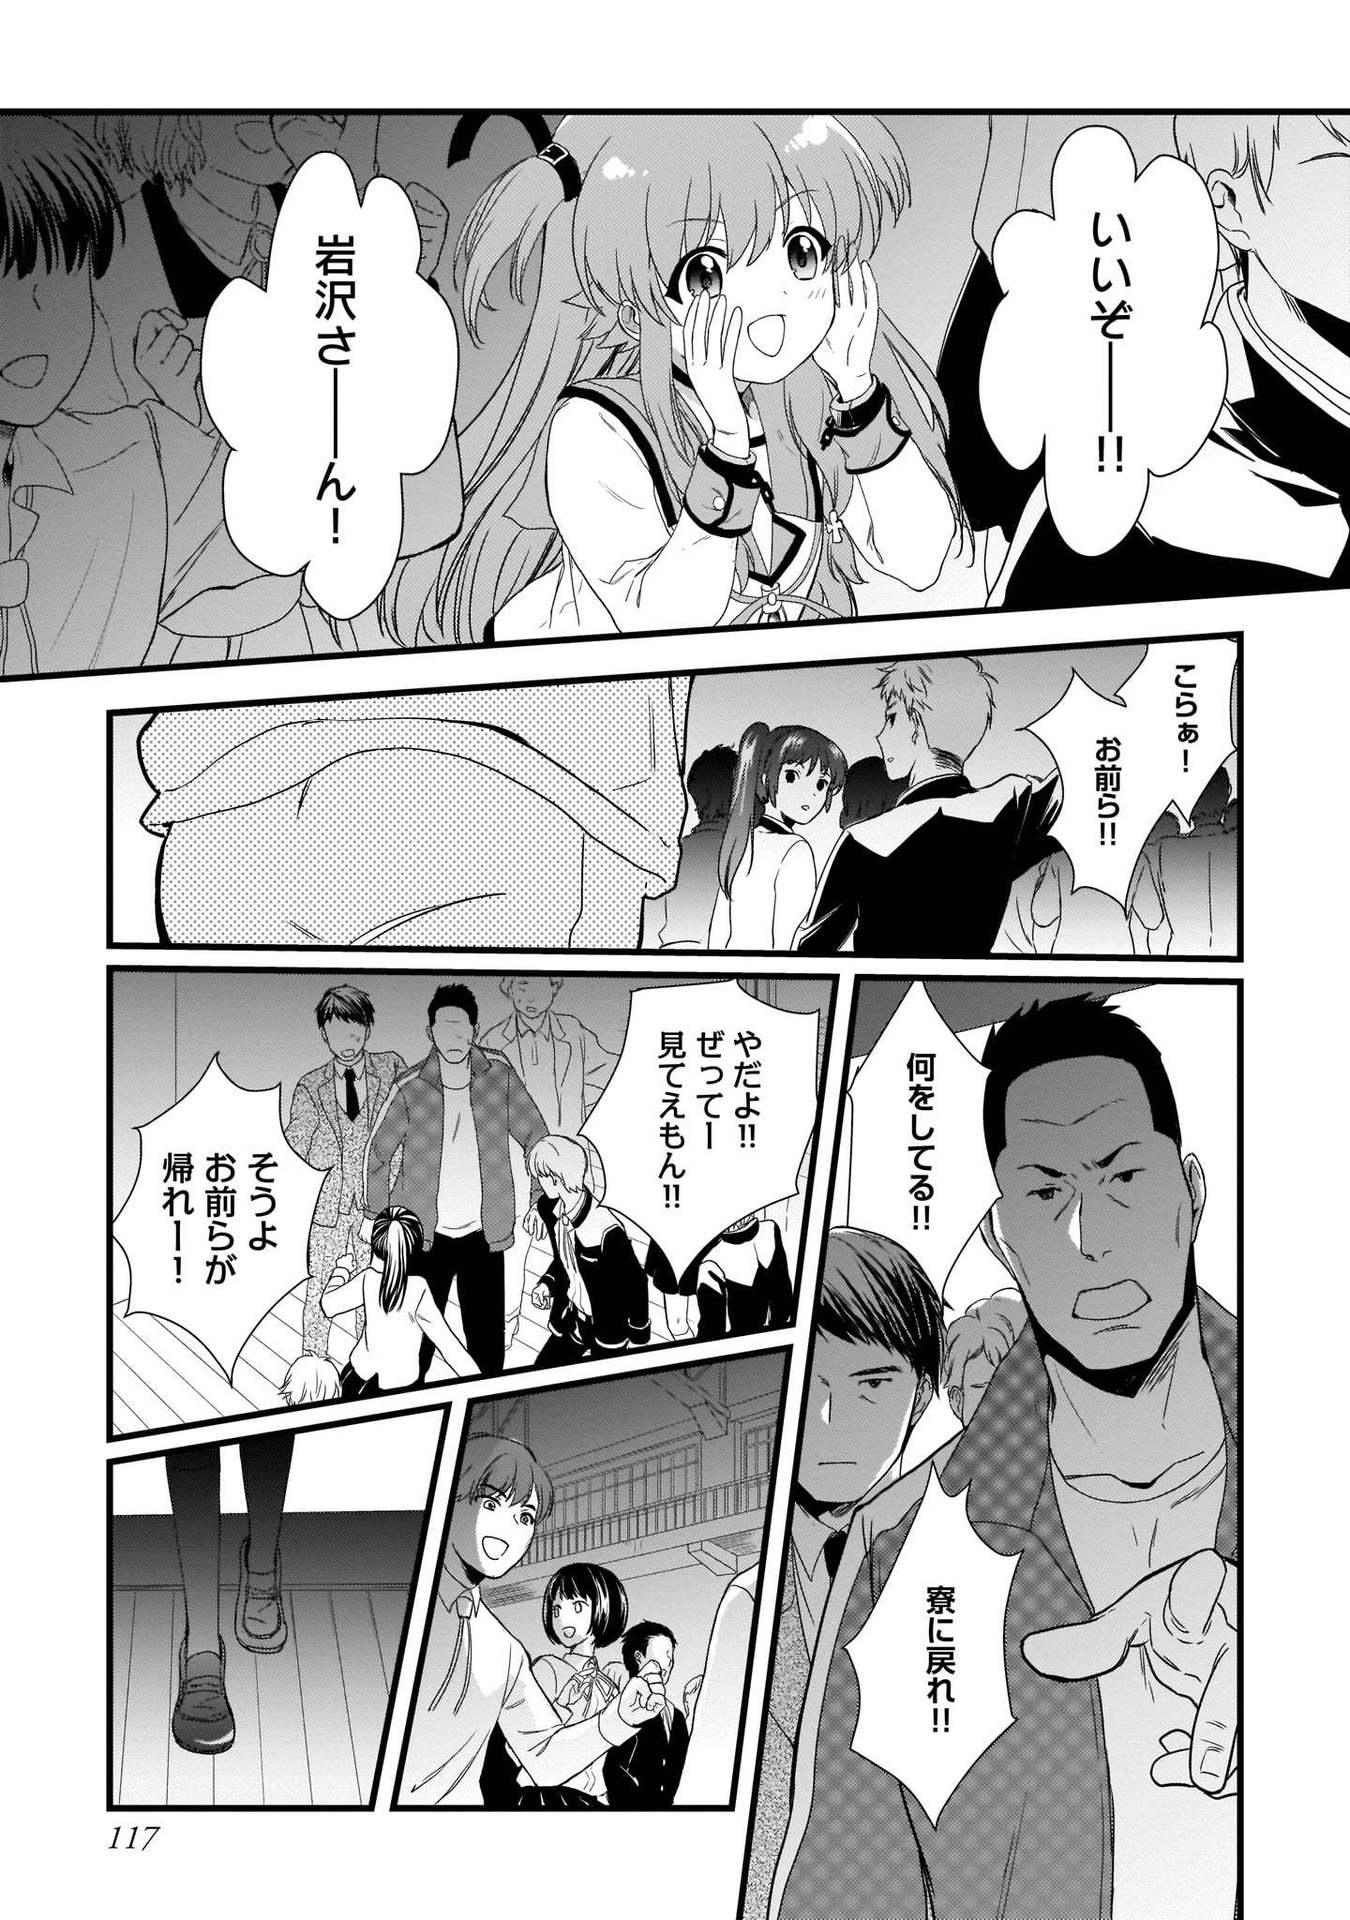 いいぞ――!!
岩沢さ――ん！
こらぁ！
お前ら!!
何をしてる!!
寮に戻れ!!
やだよ!!
ぜってー
見てえもん!!
そうよ
お前らが
帰れー！
117